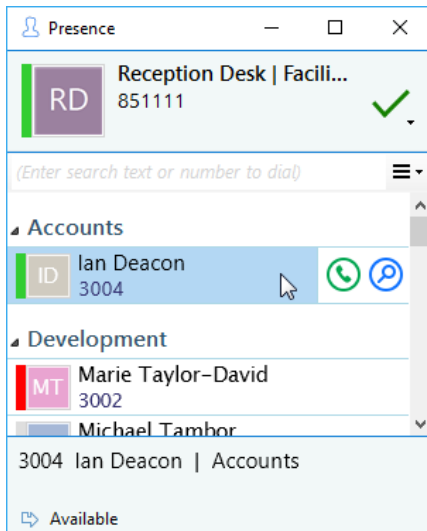 Presence
Reception Desk | Facili...
RD
851111
(Enter search text or number to dial)
Accounts
ID
Ian Deacon
3004
Development
MT
Marie Taylor-David
3002
Michael Tambor
3004 Ian Deacon | Accounts
Available